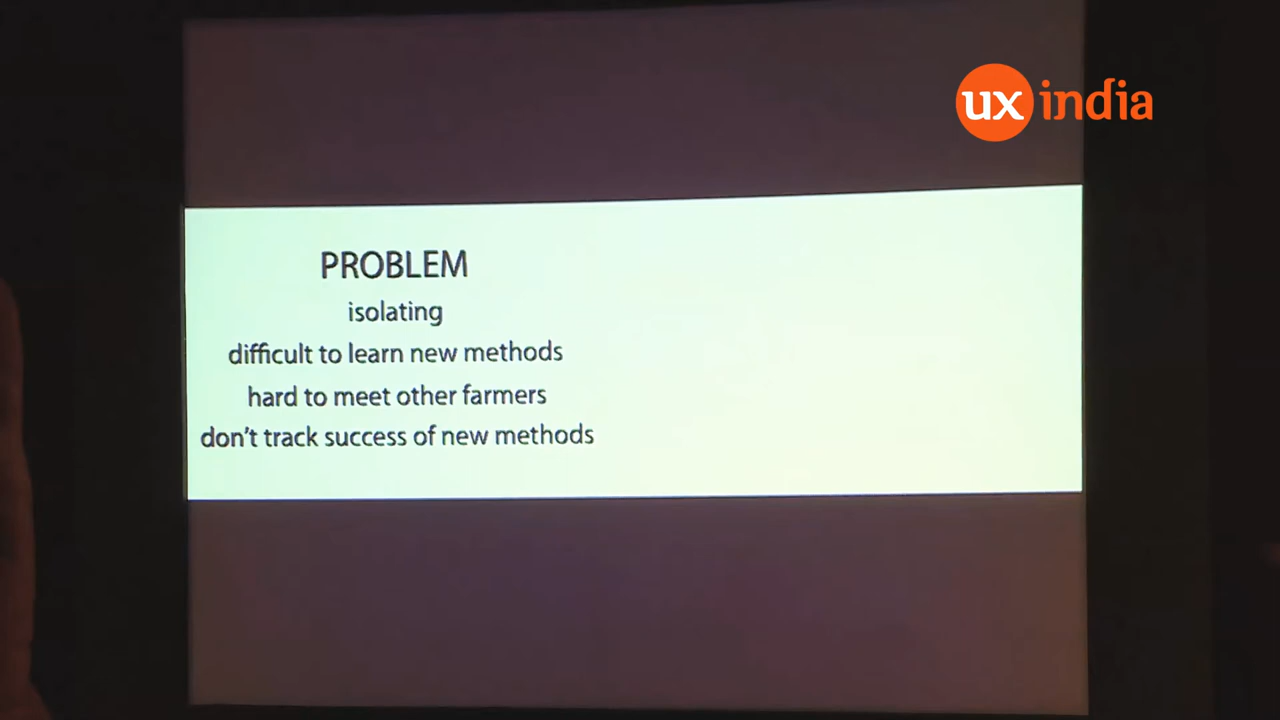 ux india
PROBLEM
isolating
difficult to learn new methods
hard to meet other farmers
don't track success of new methods